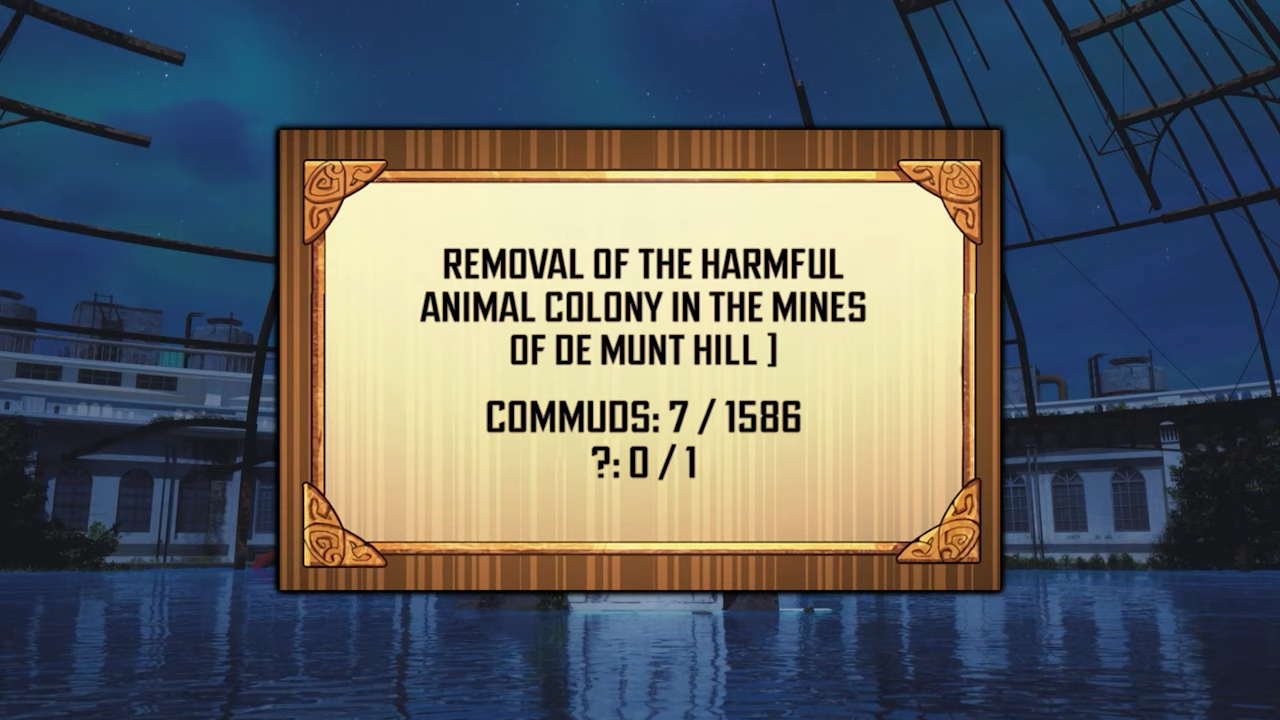 REMOVAL OF THE HARMFUL
ANIMAL COLONY IN THE MINES
OF DE MUNT HILL ]
COMMUDS: 7 / 1586
?: 0 / 1